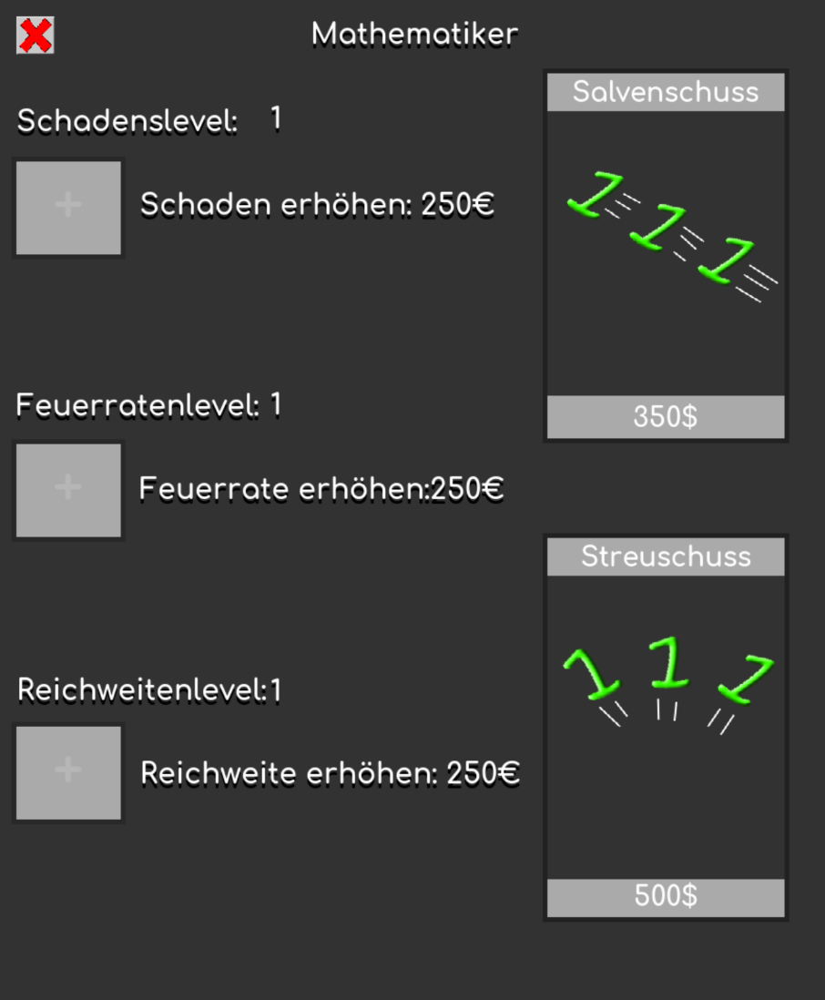 Mathematiker
Schadenslevel: 1
+
Schaden erhöhen: 250€
Feuerratenlevel: 1
+
Feuerrate erhöhen:250€
Reichweitenlevel:1
+
Reichweite erhöhen: 250€
Salvenschuss
1 1 1
350$
Streuschuss
1 1 1
500$